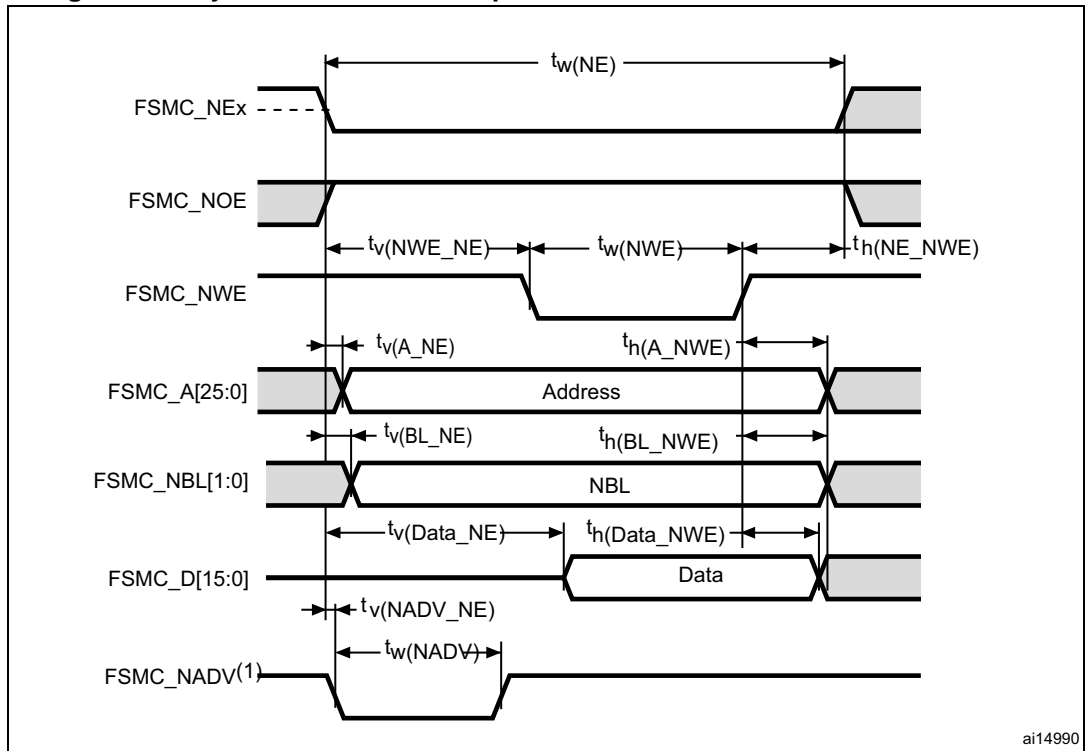 tw(NE)
FSMC_NEx
FSMC_NOE
tv(NWE_NE) tw(NWE) th(NE_NWE)
FSMC_NWE
tv(A_NE) th(A_NWE)
FSMC_A[25:0] Address
tv(BL_NE) th(BL_NWE)
FSMC_NBL[1:0] NBL
tv(Data_NE) th(Data_NWE)
FSMC_D[15:0] Data
tv(NADV_NE)
tw(NADV)
FSMC_NADV(1)
ai14990